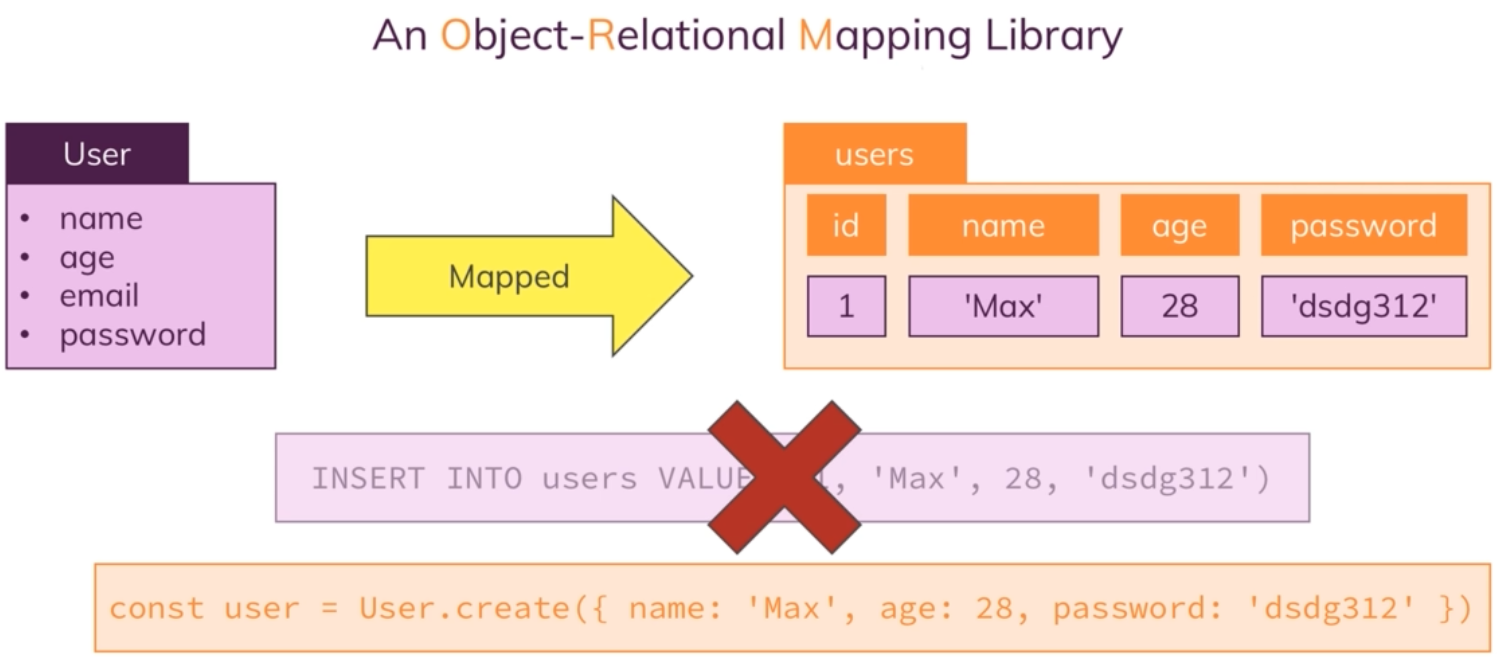 An Object-Relational Mapping Library
User
• name
• age
• email
• password
Mapped
users
id name age password
1 'Max' 28 'dsdg312'
INSERT INTO users VALUE , 'Max', 28, 'dsdg312')
const user = User.create({ name: 'Max', age: 28, password: 'dsdg312' })